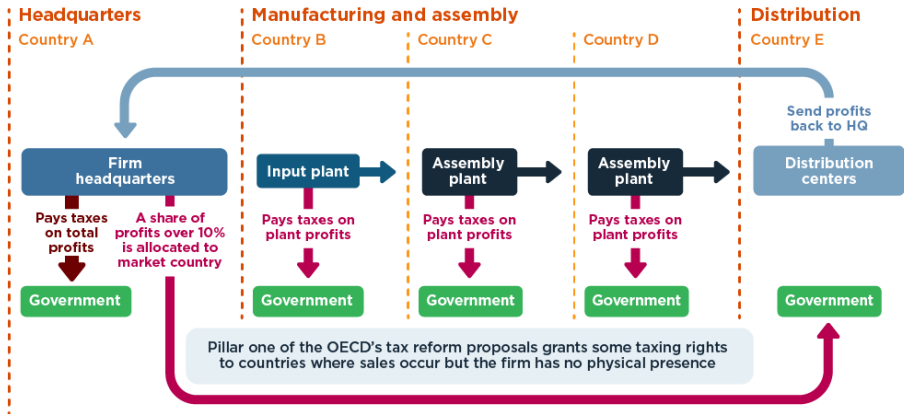 Headquarters
Manufacturing and assembly
Distribution
Country A
Country B
Country C
Country D
Country E
Send profits
back to HQ
Firm
headquarters
Input plant
Assembly
plant
Assembly
plant
Distribution
centers
Pays taxes
on total
profits
A share of
profits over 10%
is allocated to
market country
Pays taxes on
plant profits
Pays taxes on
plant profits
Pays taxes on
plant profits
Government
Government
Government
Government
Government
Pillar one of the OECD’s tax reform proposals grants some taxing rights
to countries where sales occur but the firm has no physical presence